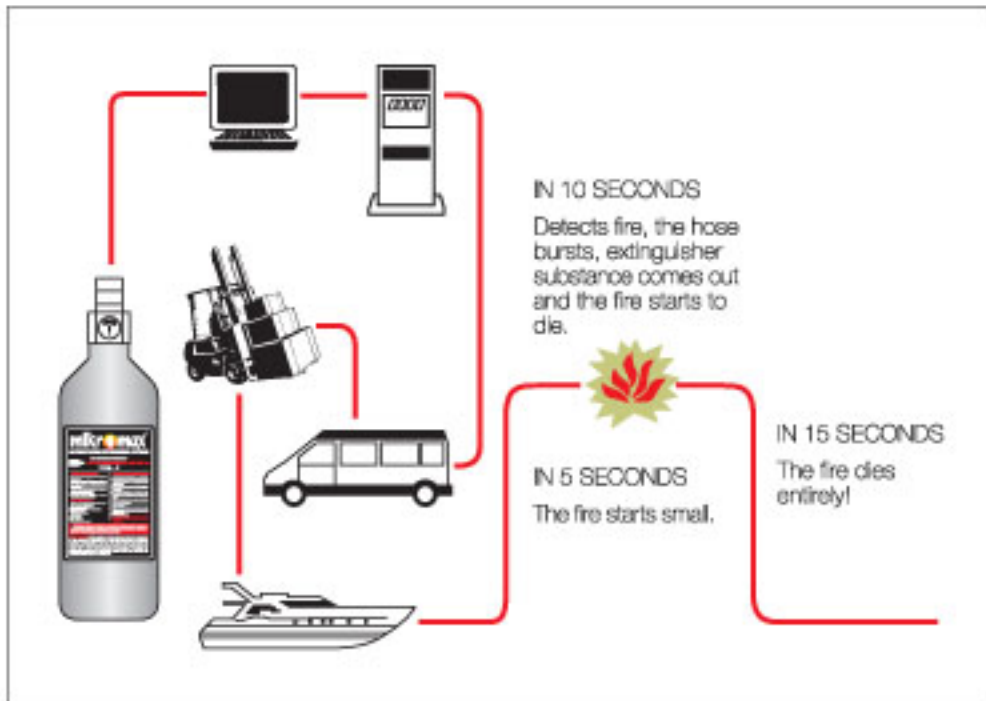 IN 10 SECONDS
Detects fire, the hose
bursts, extinguisher
substance comes out
and the fire starts to
die.
IN 5 SECONDS
The fire starts small.
IN 15 SECONDS
The fire dies
entirely!